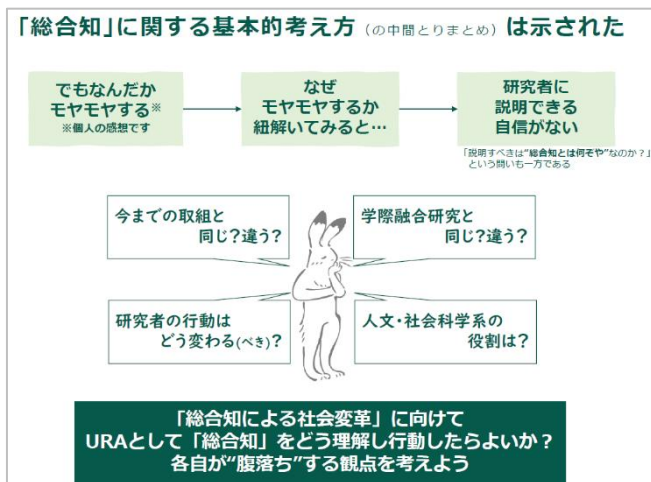 「総合知」に関する基本的考え方（の中間とりまとめ）は示された
でもなんだか
モヤモヤする※
※個人の感想です
なぜ
モヤモヤするか
紐解いてみると…
研究者に
説明できる
自信がない
「説明すべきは“総合知とは何ぞや”なのか？」
という問いも一方である
今までの取組と
同じ？違う？
学際融合研究と
同じ？違う？
研究者の行動は
どう変わる(べき)？
人文・社会科学系の
役割は？
「総合知による社会変革」に向けて
URAとして「総合知」をどう理解し行動したらよいか？
各自が“腹落ち”する観点を考えよう